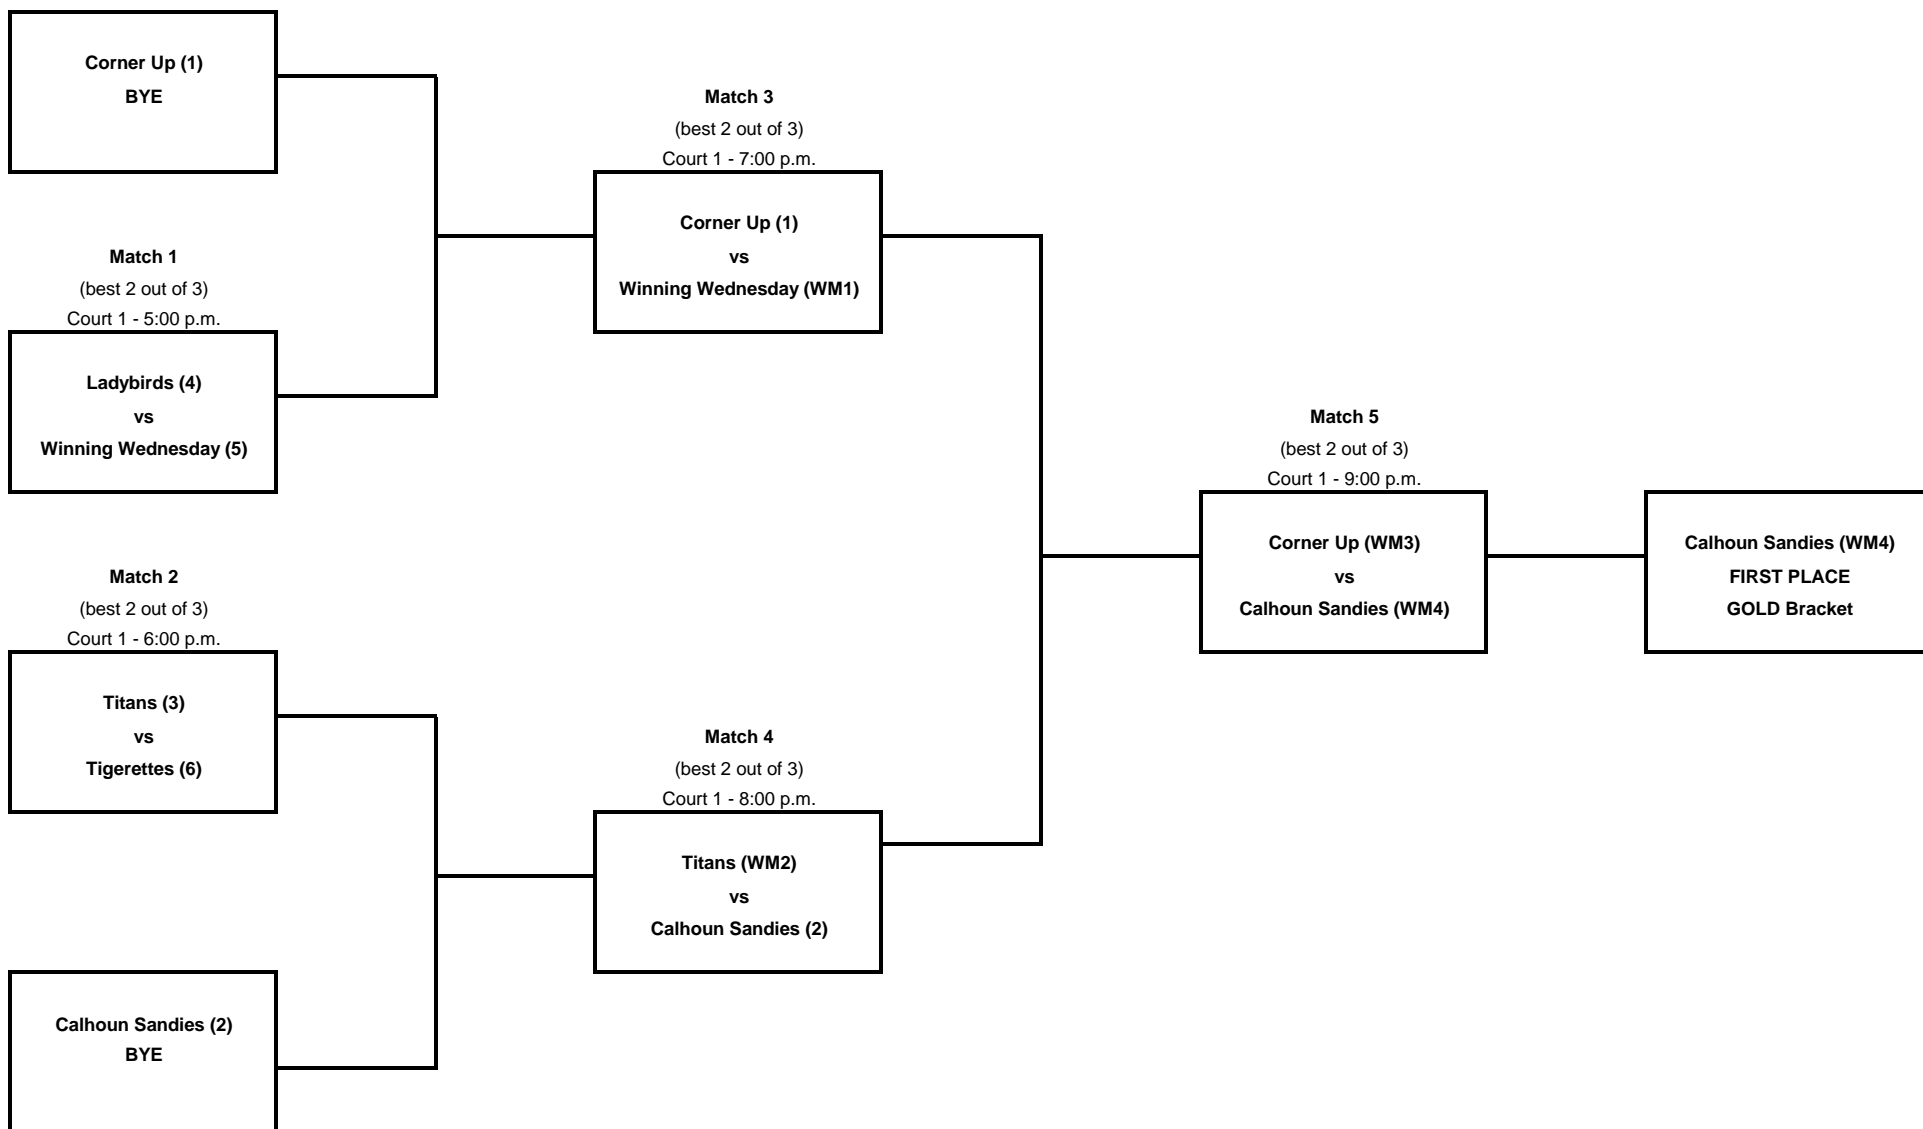 Corner Up (1)
BYE
Match 1
(best 2 out of 3)
Court 1 - 5:00 p.m.
Ladybirds (4)
vs
Winning Wednesday (5)
Match 2
(best 2 out of 3)
Court 1 - 6:00 p.m.
Titans (3)
vs
Tigerettes (6)
Calhoun Sandies (2)
BYE
Match 3
(best 2 out of 3)
Court 1 - 7:00 p.m.
Corner Up (1)
vs
Winning Wednesday (WM1)
Match 4
(best 2 out of 3)
Court 1 - 8:00 p.m.
Titans (WM2)
vs
Calhoun Sandies (2)
Match 5
(best 2 out of 3)
Court 1 - 9:00 p.m.
Corner Up (WM3)
vs
Calhoun Sandies (WM4)
Calhoun Sandies (WM4)
FIRST PLACE
GOLD Bracket